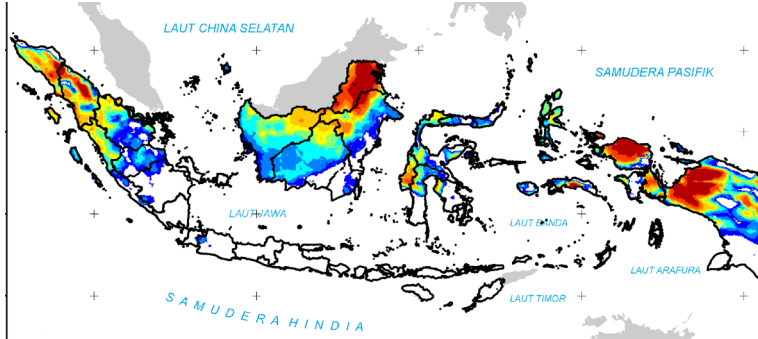 LAUT CHINA SELATAN
SAMUDERA PASIFIK
LAUT JAWA
LAUT BANDA
LAUT ARAFURA
LAUT TIMOR
SAMUDERA HINDIA